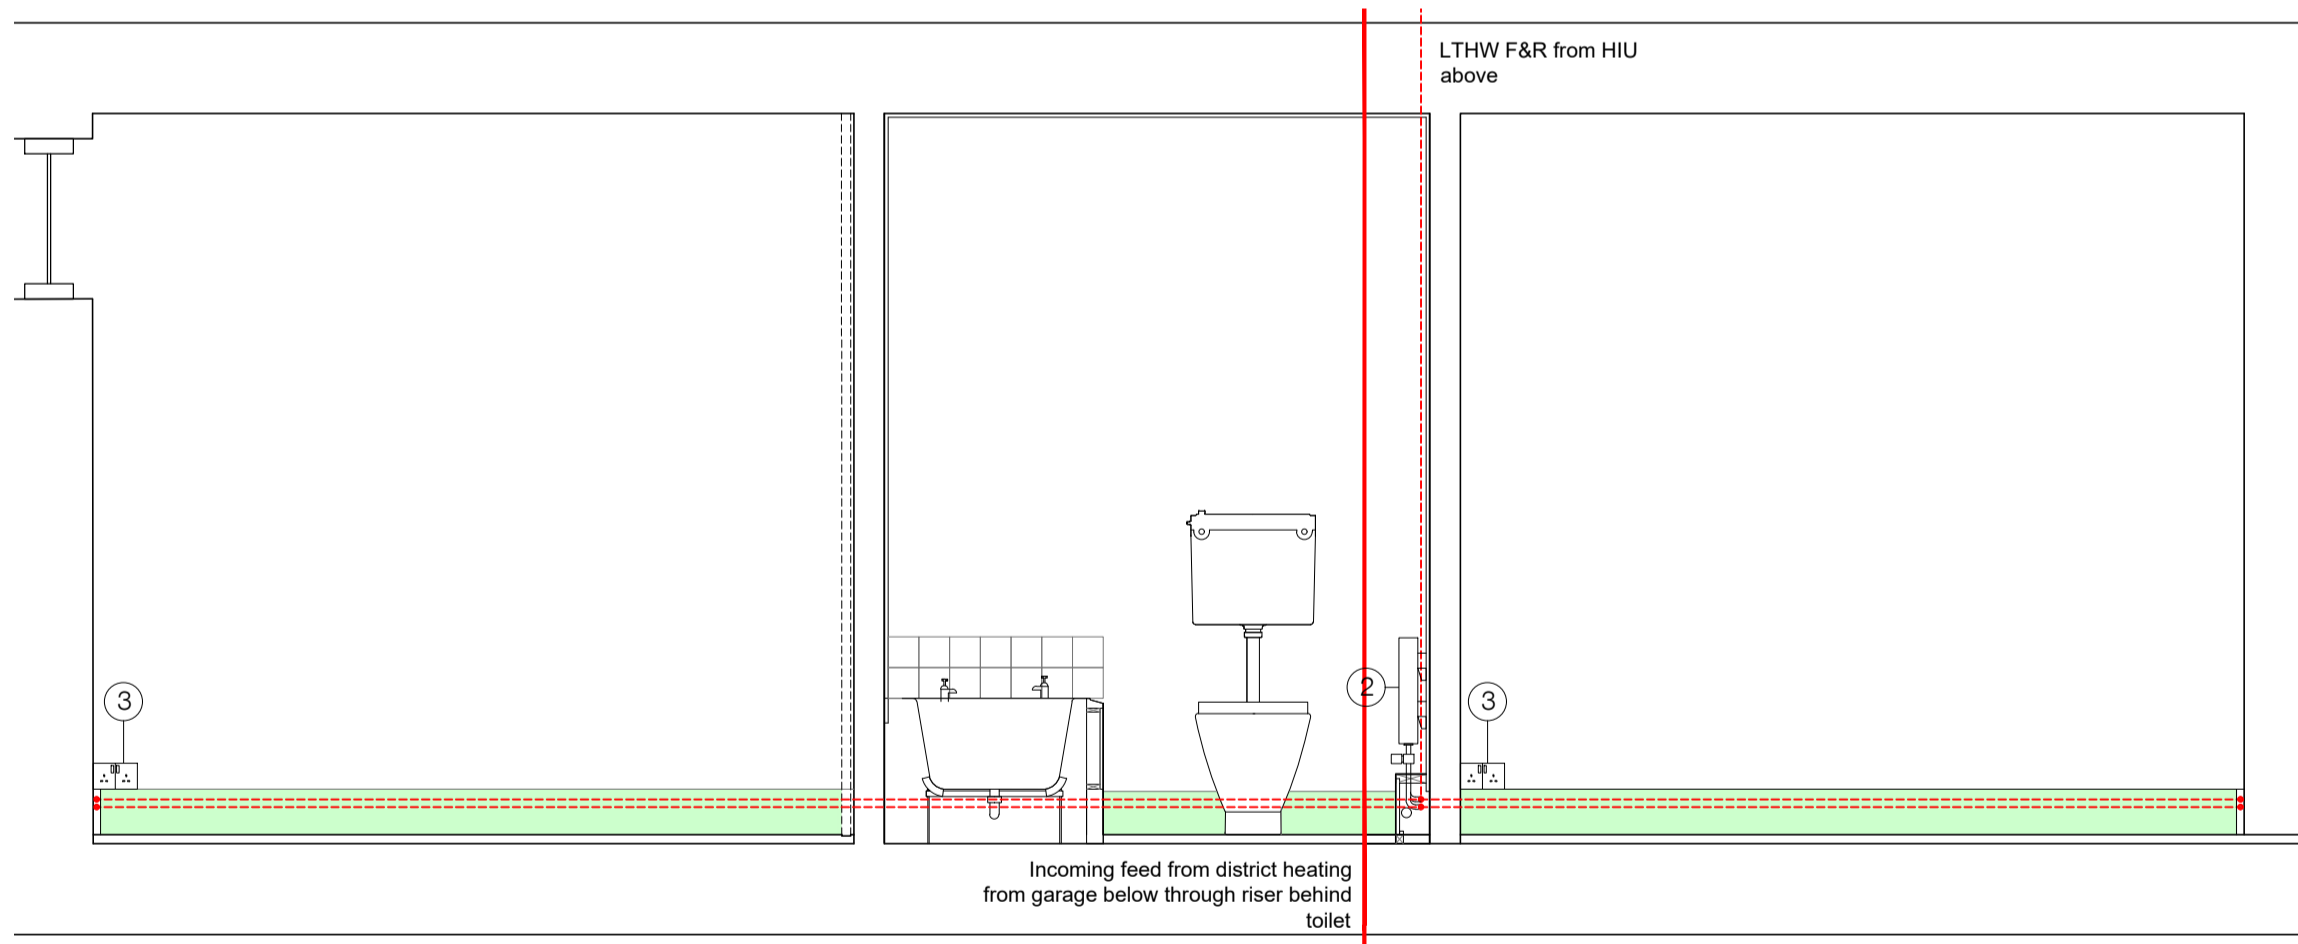 LTHW F&R from HIU
above
3
2
3
Incoming feed from district heating
from garage below through riser behind
toilet